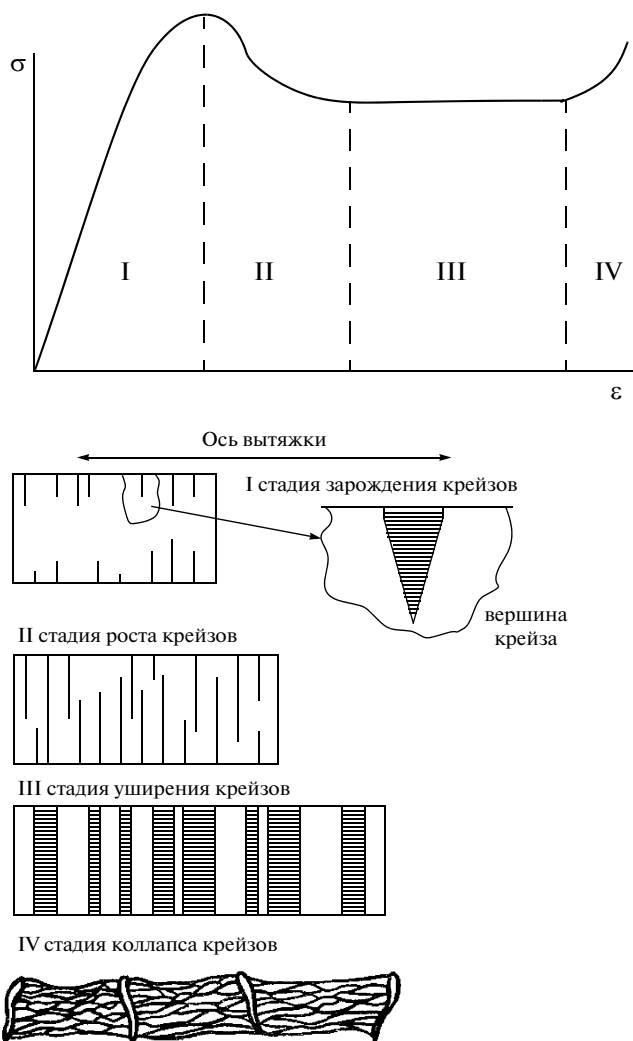 σ
I
II
III
IV
ε
Ось вытяжки
I стадия зарождения крейзов
вершина
крейза
II стадия роста крейзов
III стадия уширения крейзов
IV стадия коллапса крейзов